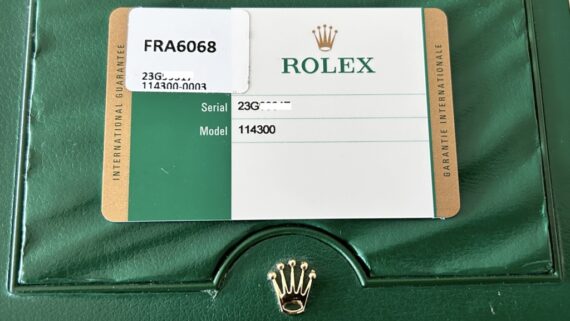 FRA6068
114300-0003
ROLEX
INTERNATIONAL GUARANTEE
Serial
Model 114300
GARANTIE INTERNATIONALE